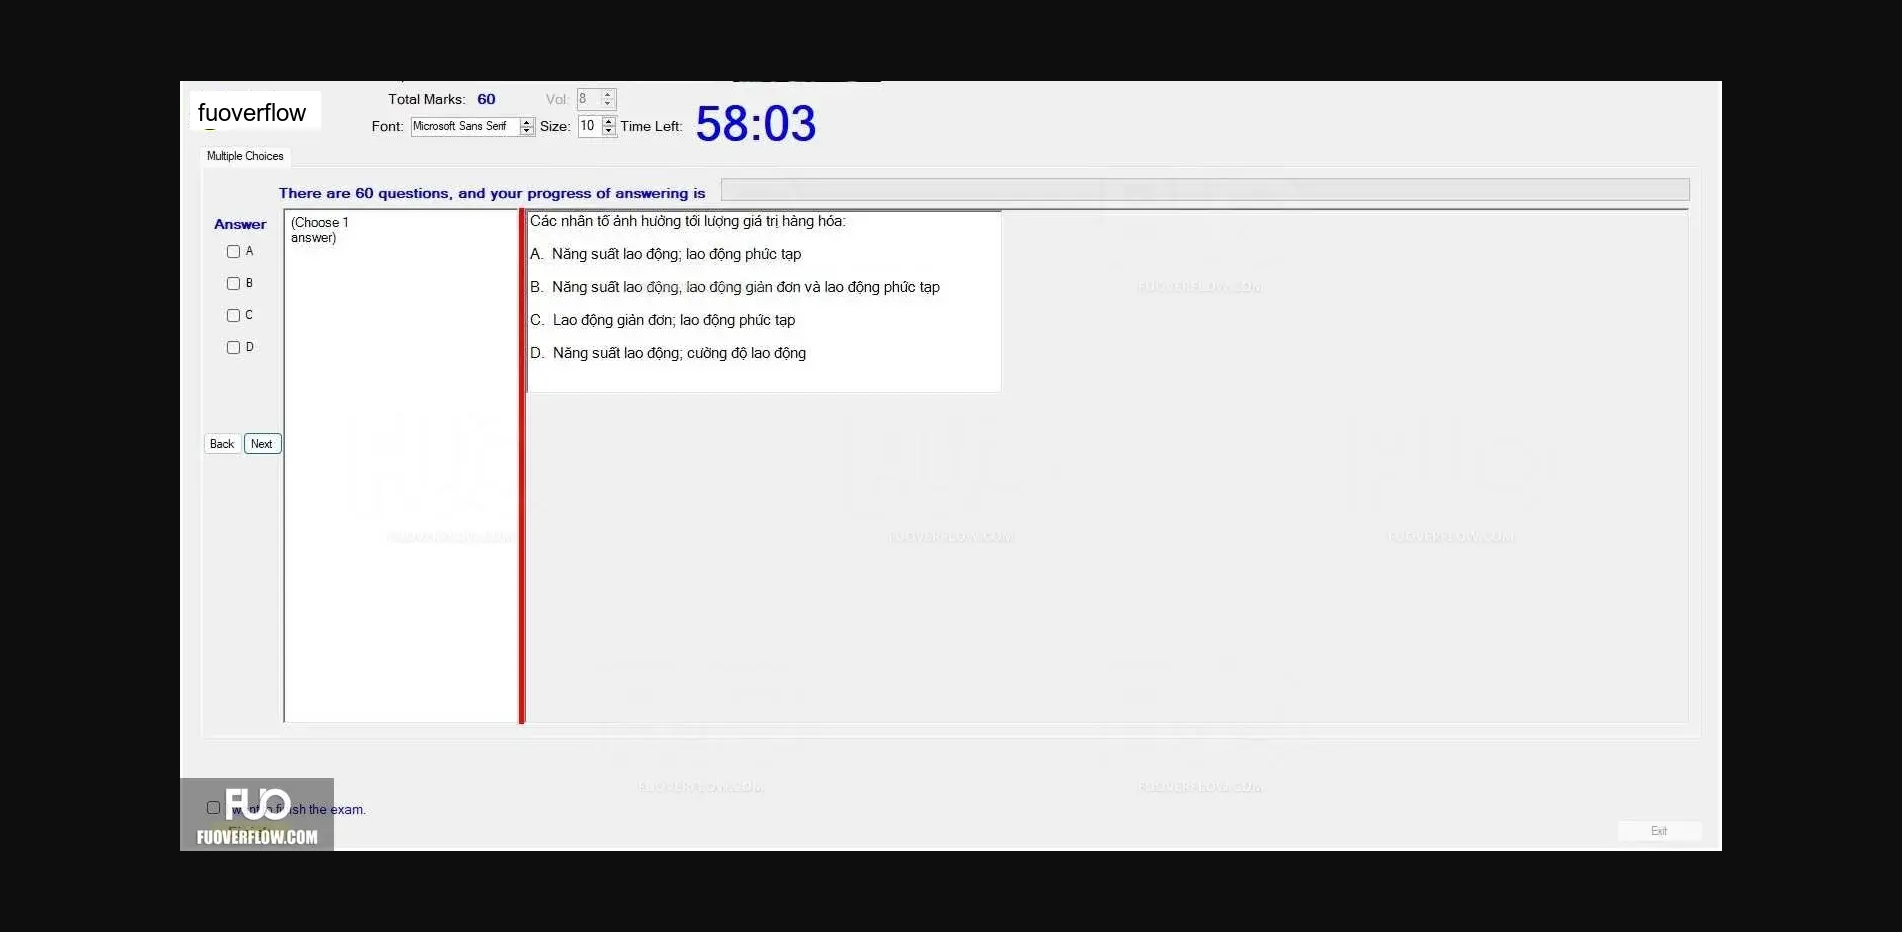 fuoverflow
Total Marks: 60 Vol: 8
Font: Microsoft Sans Serif Size: 10 Time Left: 58:03
Multiple Choices
There are 60 questions, and your progress of answering is
Answer
A
B
C
D
Back Next
(Choose 1
answer)
Các nhân tố ảnh hưởng tới lượng giá trị hàng hóa:
A. Năng suất lao động; lao động phức tạp
B. Năng suất lao động; lao động giản đơn và lao động phức tạp
C. Lao động giản đơn; lao động phức tạp
D. Năng suất lao động; cường độ lao động
FUOVERFLOW.COM
FUOVERFLOW.COM
FUOVERFLOW.COM
FUOVERFLOW.COM
FUOVERFLOW.COM
FUOVERFLOW.COM
FUO
finish the exam.
FUOVERFLOW.COM
Exit